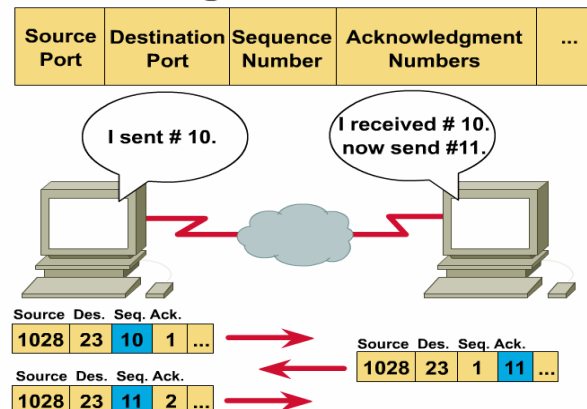 Source Port Destination Port Sequence Number Acknowledgment Numbers ...
I sent # 10.
I received # 10.
now send #11.
Source Des. Seq. Ack.
1028 23 10 1 ...
Source Des. Seq. Ack.
1028 23 1 11 ...
Source Des. Seq. Ack.
1028 23 11 2 ...